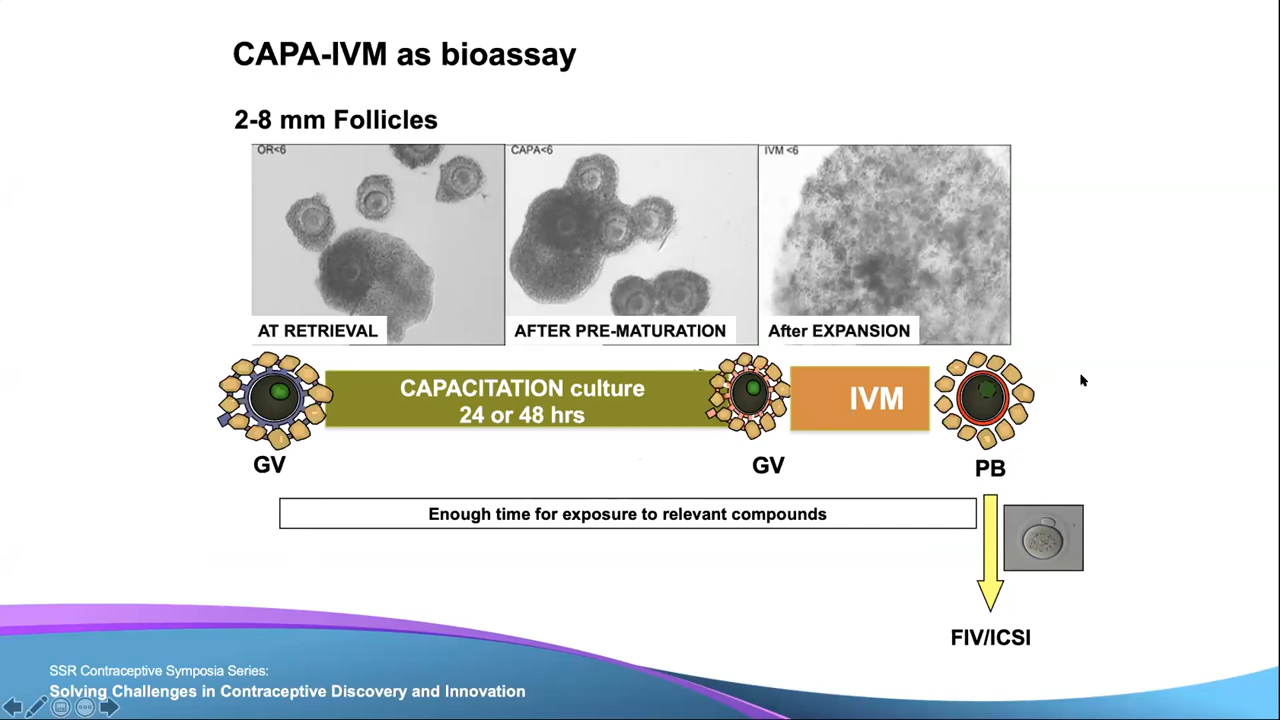 CAPA-IVM as bioassay
2-8 mm Follicles
OR<6
CAPA<6
IVM <6
AT RETRIEVAL
AFTER PRE-MATURATION
After EXPANSION
CAPACITATION culture
24 or 48 hrs
IVM
GV
GV
PB
Enough time for exposure to relevant compounds
FIV/ICSI
SSR Contraceptive Symposia Series:
Solving Challenges in Contraceptive Discovery and Innovation